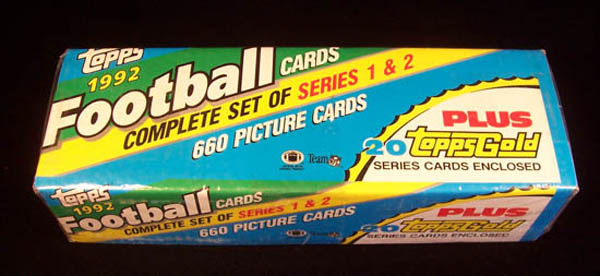 Topps
1992
Football CARDS
COMPLETE SET OF SERIES 1 & 2
660 PICTURE CARDS
Team NFL
PLUS
20 Topps Gold
SERIES CARDS ENCLOSED
Topps
1992
Football CARDS
COMPLETE SET OF SERIES 1 & 2
660 PICTURE CARDS
PLUS
20 Topps Gold
SERIES CARDS ENCLOSED